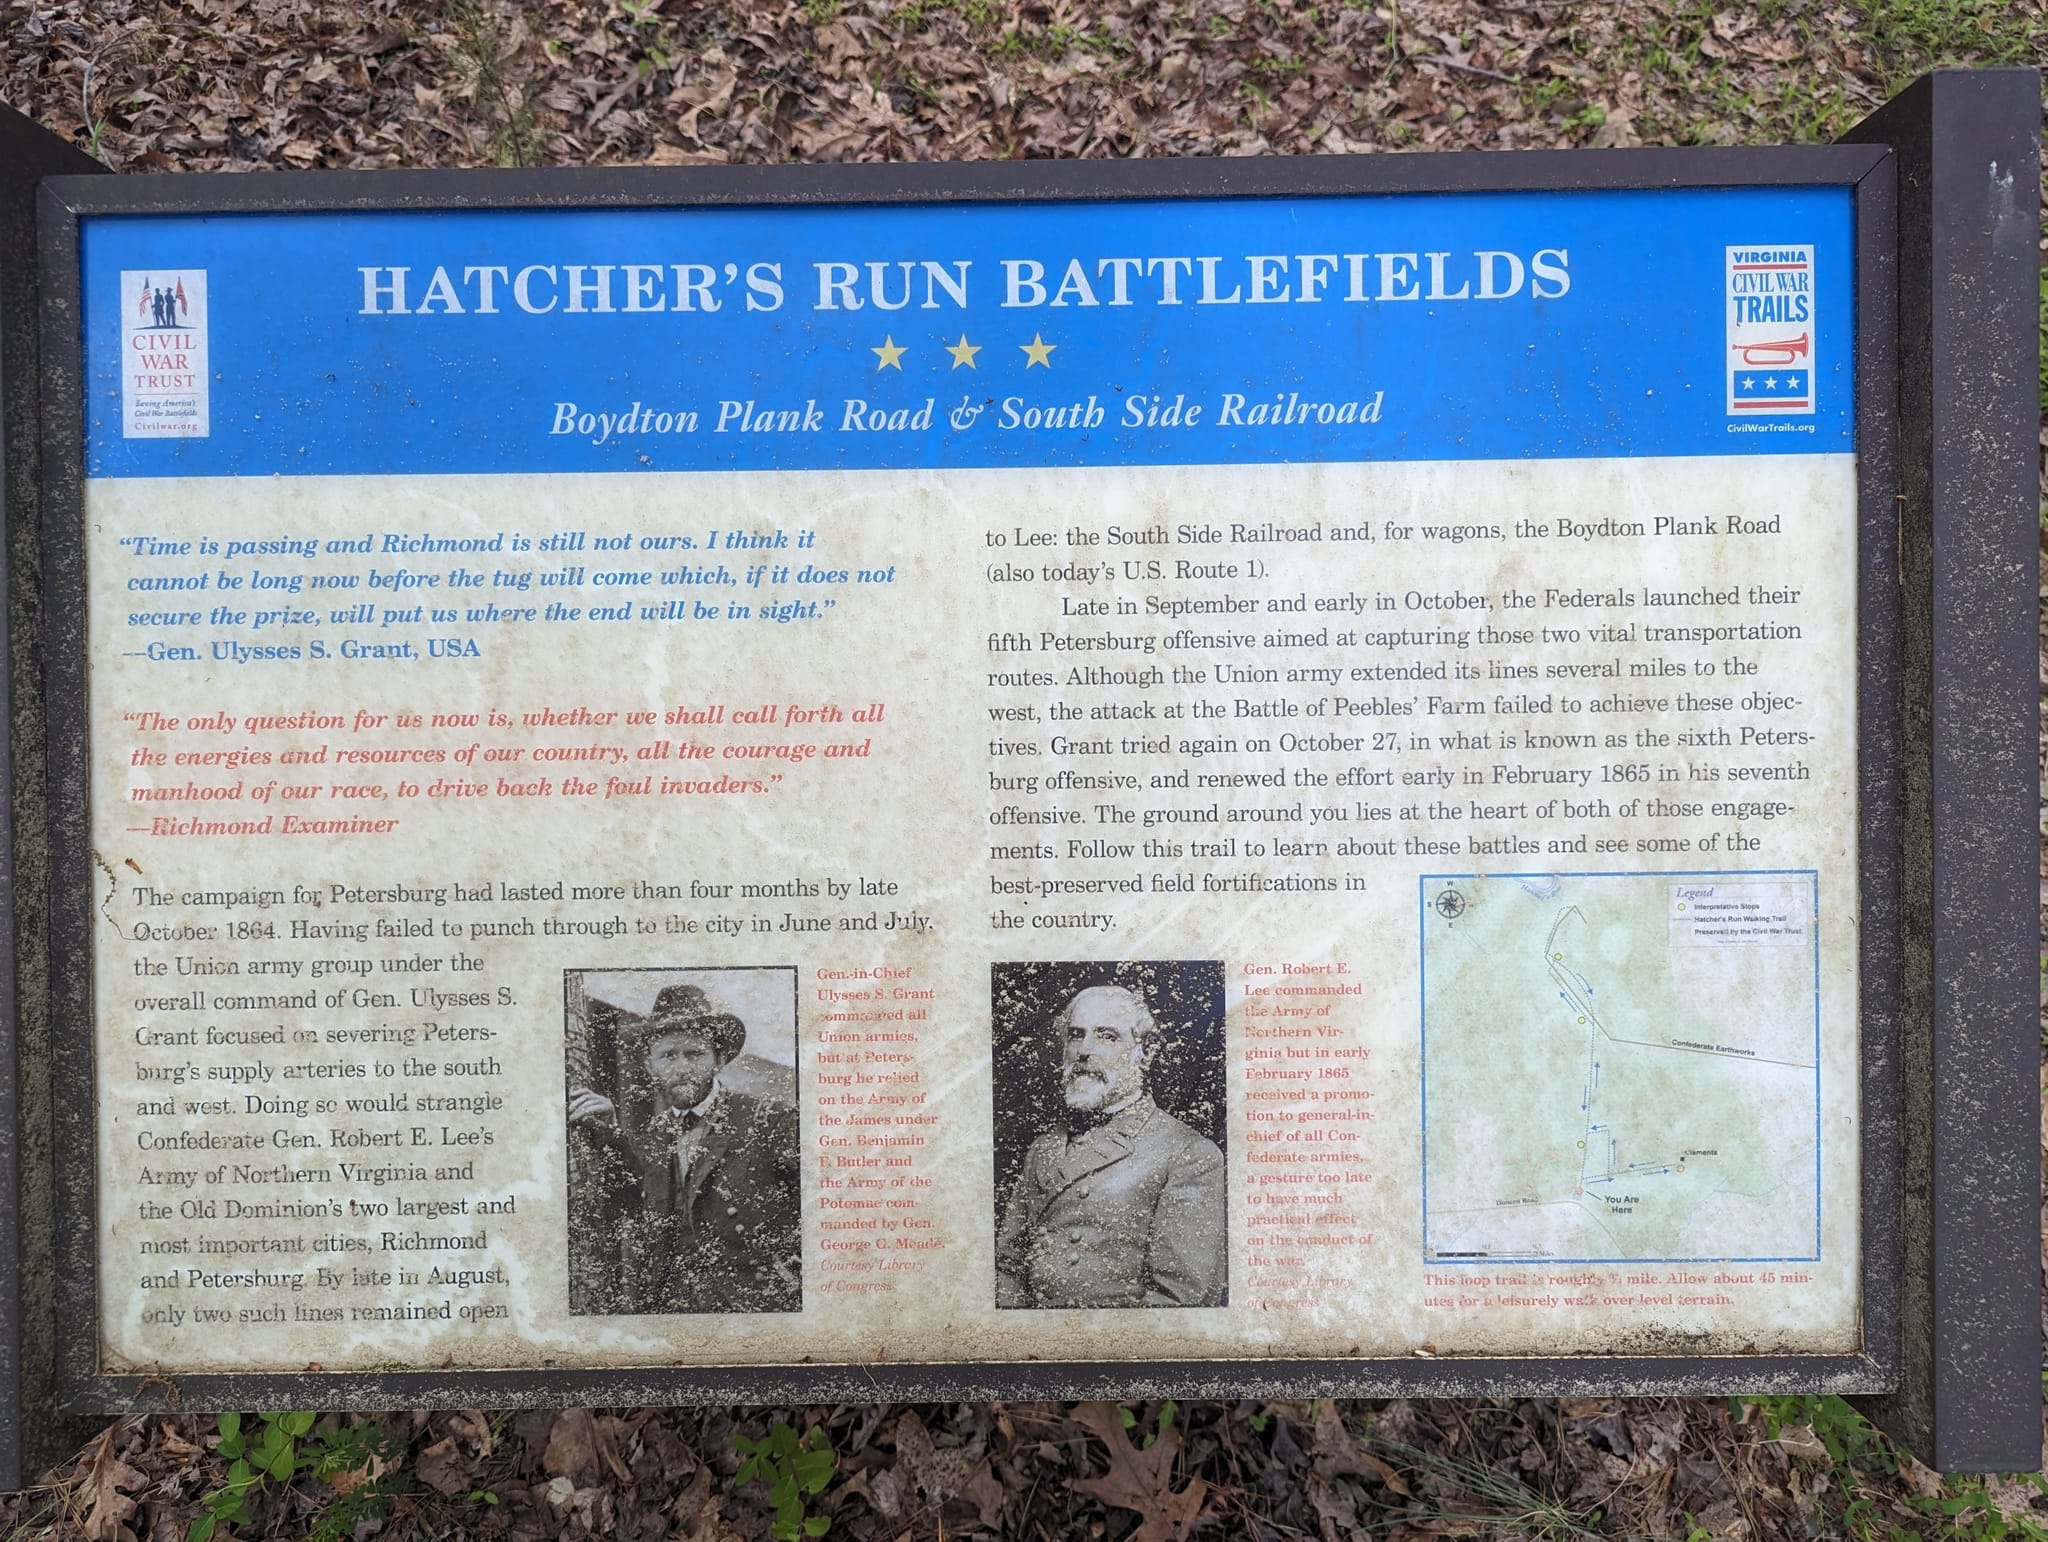 CIVIL
WAR
TRUST
Saving America's
Civil War Battlefields
Civilwar.org
HATCHER'S RUN BATTLEFIELDS
Boydton Plank Road & South Side Railroad
VIRGINIA
CIVIL WAR
TRAILS
CivilWarTrails.org
“Time is passing and Richmond is still not ours. I think it
cannot be long now before the tug will come which, if it does not
secure the prize, will put us where the end will be in sight.”
—Gen. Ulysses S. Grant, USA
“The only question for us now is, whether we shall call forth all
the energies and resources of our country, all the courage and
manhood of our race, to drive back the foul invaders.”
—Richmond Examiner
The campaign for Petersburg had lasted more than four months by late
October 1864. Having failed to punch through to the city in June and July,
the Union army group under the
overall command of Gen. Ulysses S.
Grant focused on severing Peters-
burg's supply arteries to the south
and west. Doing so would strangle
Confederate Gen. Robert E. Lee's
Army of Northern Virginia and
the Old Dominion's two largest and
most important cities, Richmond
and Petersburg. By late in August,
only two such lines remained open
Gen.-in-Chief
Ulysses S. Grant
commanded all
Union armies,
but at Peters-
burg he relied
on the Army of
the James under
Gen. Benjamin
F. Butler and
the Army of the
Potomac com-
manded by Gen.
George G. Meade.
Courtesy Library
of Congress
to Lee: the South Side Railroad and, for wagons, the Boydton Plank Road
(also today's U.S. Route 1).
Late in September and early in October, the Federals launched their
fifth Petersburg offensive aimed at capturing those two vital transportation
routes. Although the Union army extended its lines several miles to the
west, the attack at the Battle of Peebles' Farm failed to achieve these objec-
tives. Grant tried again on October 27, in what is known as the sixth Peters-
burg offensive, and renewed the effort early in February 1865 in his seventh
offensive. The ground around you lies at the heart of both of those engage-
ments. Follow this trail to learn about these battles and see some of the
best-preserved field fortifications in
the country.
Gen. Robert E.
Lee commanded
the Army of
Northern Vir-
ginia but in early
February 1865
received a promo-
tion to general-in-
chief of all Con-
federate armies,
a gesture too late
to have much
practical effect
on the conduct of
the war.
Courtesy Library
of Congress
W
S
E
Legend
Interpretative Stops
Hatcher's Run Walking Trail
Preserved by the Civil War Trust
Confederate Earthworks
Clements
You Are
Here
Duncan Road
This loop trail is roughly mile. Allow about 45 min-
utes for a leisurely walk over level terrain.